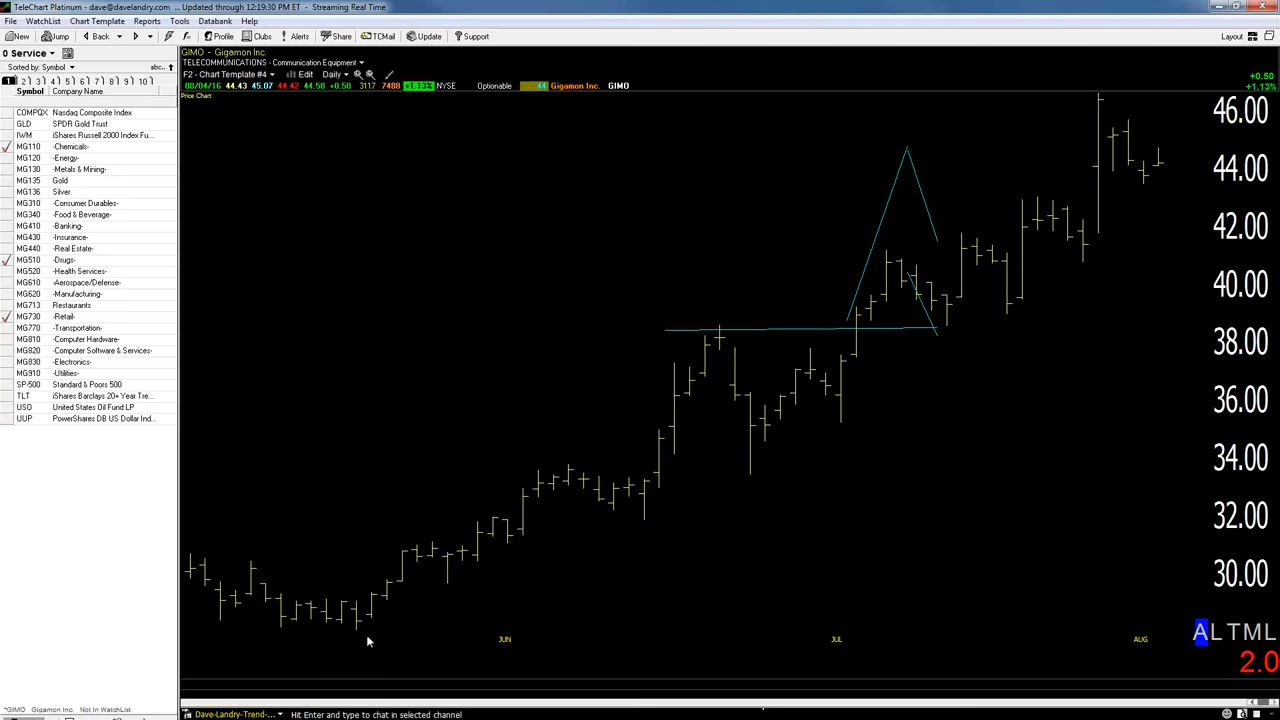 TeleChart Platinum - dave@davelandry.com ... Updated through 12:19:30 PM ET - Streaming Real Time
File WatchList Chart Template Reports Tools Databank Help
New Jump Back Profile Clubs Alerts Share TCMail Update Support Layout
0 Service
Sorted by: Symbol abc..
1 2 3 4 5 6 7 8 9 10
Symbol Company Name
COMPQX Nasdaq Composite Index
GLD SPDR Gold Trust
IWM iShares Russell 2000 Index Fu...
MG110 -Chemicals-
MG120 -Energy-
MG130 -Metals & Mining-
MG135 Gold
MG136 Silver
MG310 -Consumer Durables-
MG340 -Food & Beverage-
MG410 -Banking-
MG430 -Insurance-
MG440 -Real Estate-
MG510 -Drugs-
MG520 -Health Services-
MG610 -Aerospace/Defense-
MG620 -Manufacturing-
MG713 Restaurants
MG730 -Retail-
MG770 -Transportation-
MG810 -Computer Hardware-
MG820 -Computer Software & Services-
MG830 -Electronics-
MG910 -Utilities-
SP-500 Standard & Poors 500
TLT iShares Barclays 20+ Year Tre...
USO United States Oil Fund LP
UUP PowerShares DB US Dollar Ind...
*GIMO Gigamon Inc. Not In WatchList
GIMO - Gigamon Inc.
TELECOMMUNICATIONS - Communication Equipment
F2 - Chart Template #4 Edit Daily
08/04/16 44.43 45.07 44.42 44.58 +0.50 3117 7488 +1.13% NYSE Optionable 44 Gigamon Inc. GIMO
+0.50
+1.13%
Price Chart
46.00
44.00
42.00
40.00
38.00
36.00
34.00
32.00
30.00
JUN JUL AUG
ALTML
2.0
Dave-Landry-Trend-... Hit Enter and type to chat in selected channel